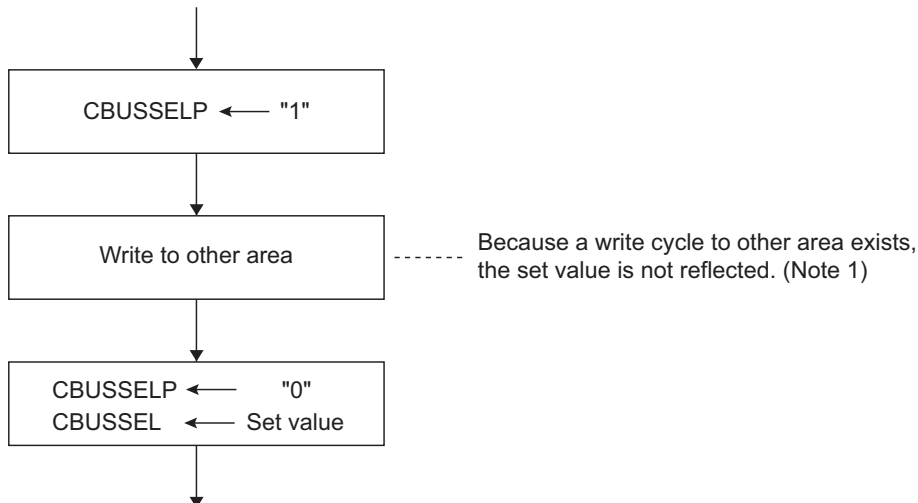 CBUSSELP ← "1"
Write to other area
Because a write cycle to other area exists,
the set value is not reflected. (Note 1)
CBUSSELP ← "0"
CBUSSEL ← Set value